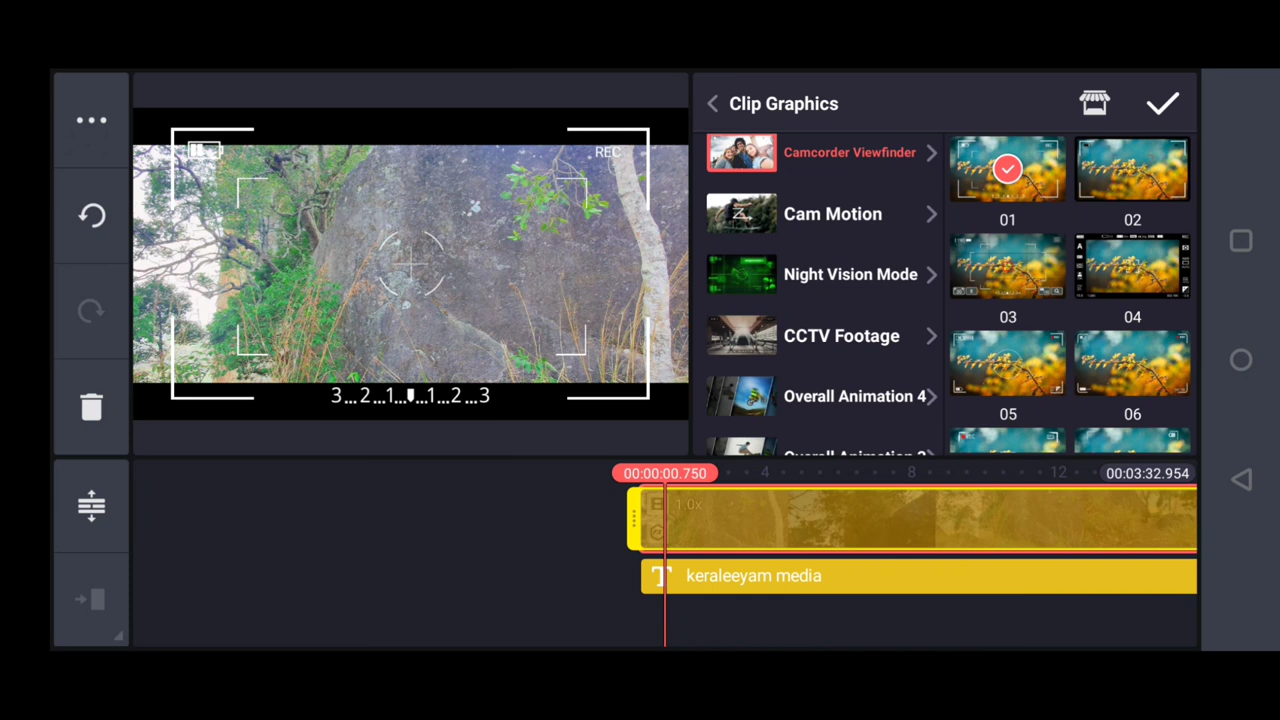 Clip Graphics
REC
Camcorder Viewfinder
Cam Motion
Night Vision Mode
CCTV Footage
Overall Animation 4
01
02
03
04
05
06
3...2...1... ...1...2...3
00:00:00.750
4
8
12
00:03:32.954
1.0x
T keraleeyam media